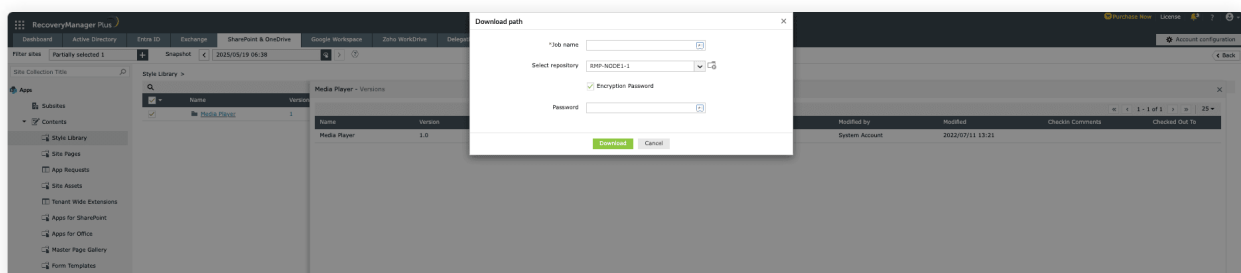 RecoveryManager Plus
Purchase Now License ?
Dashboard Active Directory Entra ID Exchange SharePoint & OneDrive Google Workspace Zoho WorkDrive Delegat
Account configuration
Filter sites Partially selected 1 + Snapshot < 2025/05/19 06:38 > ?
< Back
Site Collection Title
Apps
Subsites
Contents
Style Library
Site Pages
App Requests
Site Assets
Tenant Wide Extensions
Apps for SharePoint
Apps for Office
Master Page Gallery
Form Templates
Style Library >
Name Version
Media Player 1
Media Player - Versions
1 - 1 of 1 25
Name Version Modified by Modified Checkin Comments Checked Out To
Media Player 1.0 System Account 2022/07/11 13:21
Download path
*Job name
Select repository RMP-NODE1-1
Encryption Password
Password
Download Cancel